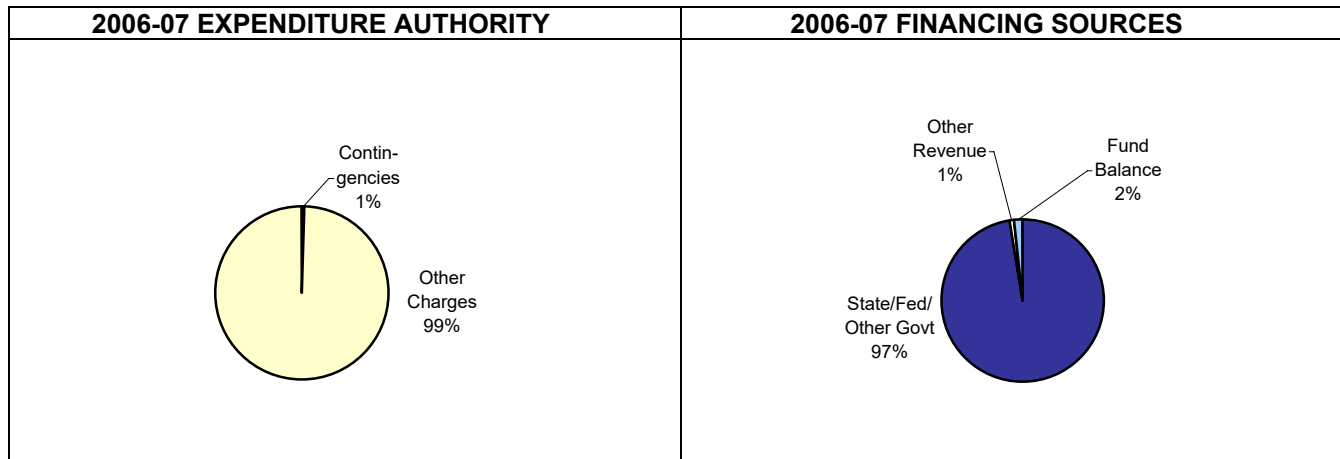 2006-07 EXPENDITURE AUTHORITY
2006-07 FINANCING SOURCES
Contin-
gencies
1%
Other
Charges
99%
Other
Revenue
1%
Fund
Balance
2%
State/Fed/
Other Govt
97%